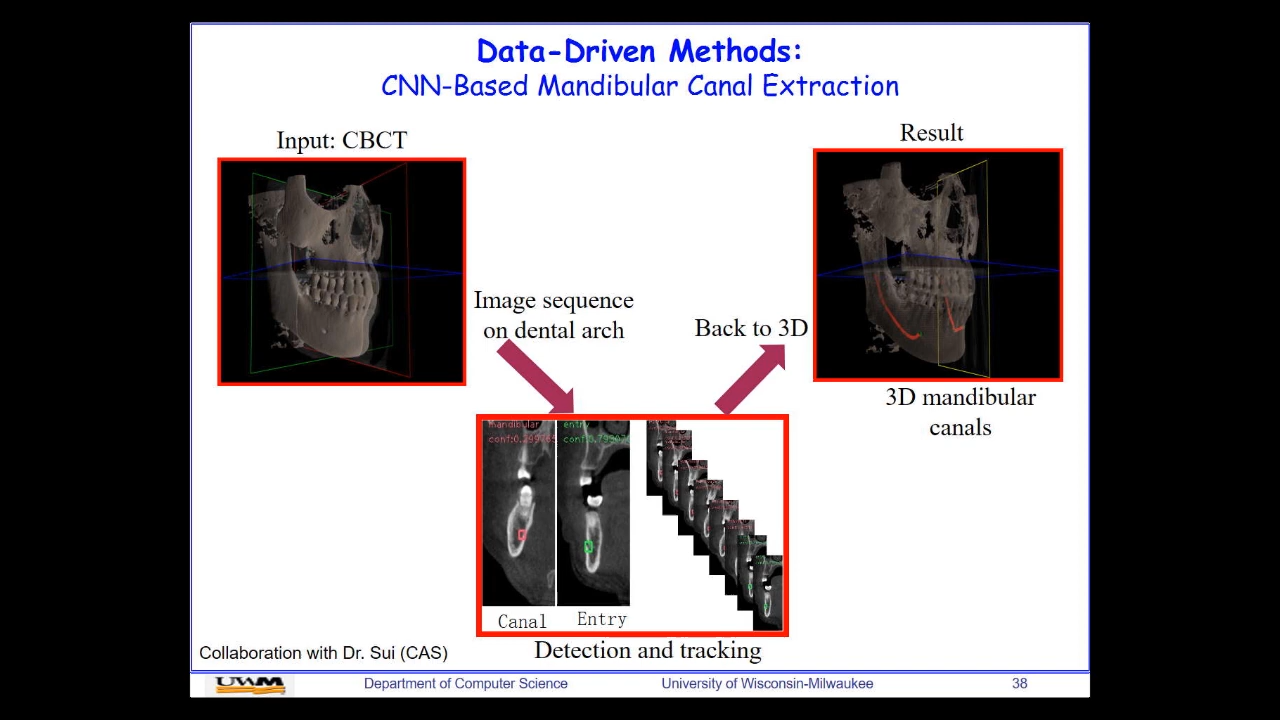 Data-Driven Methods:
CNN-Based Mandibular Canal Extraction
Input: CBCT
Result
Image sequence
on dental arch
Back to 3D
3D mandibular
canals
Mandibular
entry
Canal
Entry
Detection and tracking
Collaboration with Dr. Sui (CAS)
UWM
Department of Computer Science
University of Wisconsin-Milwaukee
38